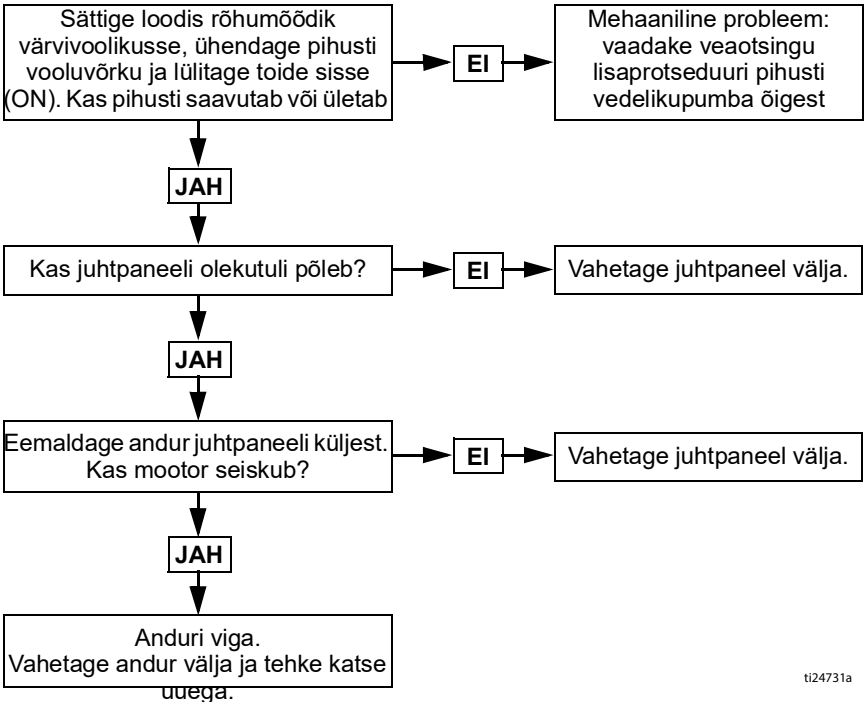 Sättige loodis rõhumõõdik
värvivoolikusse, ühendage pihusti
vooluvõrku ja lülitage toide sisse
(ON). Kas pihusti saavutab või ületab
EI
Mehaaniline probleem:
vaadake veaotsingu
lisaprotseduuri pihusti
vedelikupumba õigest
JAH
Kas juhtpaneeli olekutuli põleb?
EI
Vahetage juhtpaneel välja.
JAH
Eemaldage andur juhtpaneeli küljest.
Kas mootor seiskub?
EI
Vahetage juhtpaneel välja.
JAH
Anduri viga.
Vahetage andur välja ja tehke katse
uuega.
ti24731a